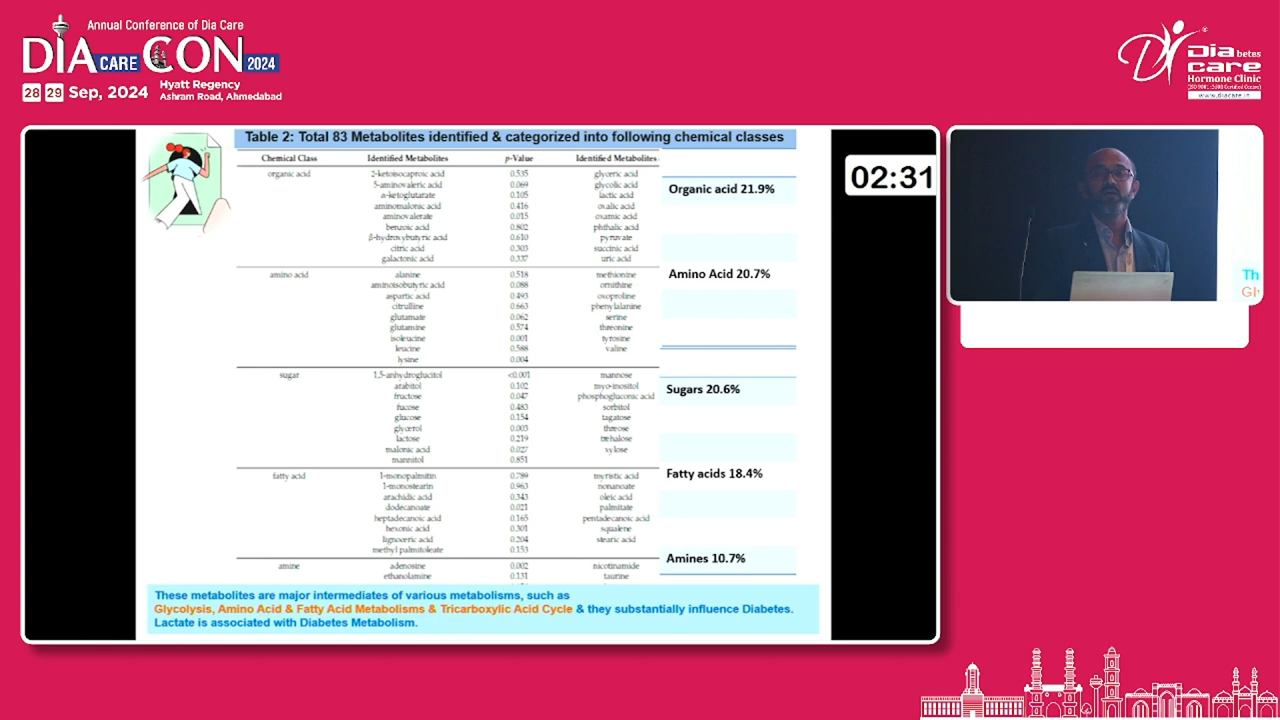 Annual Conference of Dia Care
DIA CARE CON 2024
28 29 Sep, 2024
Hyatt Regency
Ashram Road, Ahmedabad
Dia betes
care
Hormone Clinic
(ISO 9001 : 2008 Certified Centre)
www.diacare.in
Table 2: Total 83 Metabolites identified & categorized into following chemical classes
Chemical Class Identified Metabolites p-Value Identified Metabolites
organic acid 2-ketoisocaproic acid 0.535 glyceric acid
5-aminovaleric acid 0.069 glycolic acid
α-ketoglutarate 0.105 lactic acid
aminomalonic acid 0.416 oxalic acid
aminovalerate 0.015 oxamic acid
benzoic acid 0.802 phthalic acid
β-hydroxybutyric acid 0.610 pyruvate
citric acid 0.303 succinic acid
galactonic acid 0.337 uric acid
Organic acid 21.9%
amino acid alanine 0.518 methionine
aminoisobutyric acid 0.088 ornithine
aspartic acid 0.493 oxoproline
citrulline 0.663 phenylalanine
glutamate 0.062 serine
glutamine 0.574 threonine
isoleucine 0.001 tyrosine
leucine 0.588 valine
lysine 0.004
Amino Acid 20.7%
sugar 1,5-anhydroglucitol <0.001 mannose
arabitol 0.102 myo-inositol
fructose 0.047 phosphogluconic acid
fucose 0.483 sorbitol
glucose 0.154 tagatose
glycerol 0.003 threose
lactose 0.219 trehalose
malonic acid 0.027 xylose
mannitol 0.851
Sugars 20.6%
fatty acid 1-monopalmitin 0.789 myristic acid
1-monostearin 0.963 nonanoate
arachidic acid 0.343 oleic acid
dodecanoate 0.021 palmitate
heptadecanoic acid 0.165 pentadecanoic acid
hexonic acid 0.301 squalene
lignoceric acid 0.204 stearic acid
methyl palmitoleate 0.153
Fatty acids 18.4%
amine adenosine 0.002 nicotinamide
ethanolamine 0.131 taurine
Amines 10.7%
These metabolites are major intermediates of various metabolisms, such as
Glycolysis, Amino Acid & Fatty Acid Metabolisms & Tricarboxylic Acid Cycle & they substantially influence Diabetes.
Lactate is associated with Diabetes Metabolism.
02:31
Th
Gly